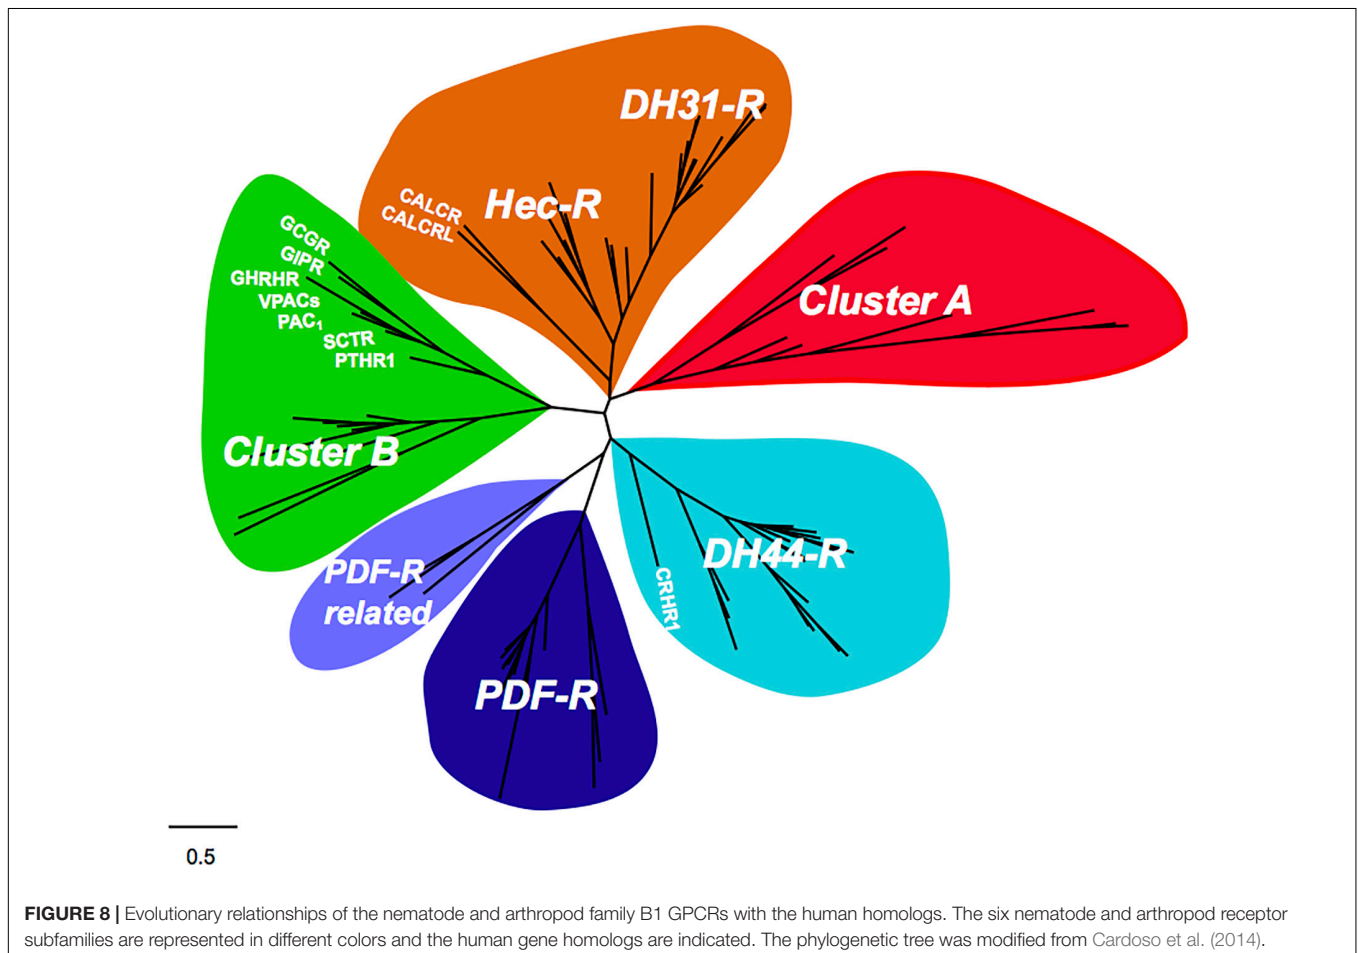 DH31-R
Hec-R
CALCR
CALCRL
Cluster A
GCGR
GIPR
GHRHR
VPACs
PAC1
SCTR
PTHR1
Cluster B
PDF-R
related
PDF-R
DH44-R
CRHR1
0.5
FIGURE 8 | Evolutionary relationships of the nematode and arthropod family B1 GPCRs with the human homologs. The six nematode and arthropod receptor
subfamilies are represented in different colors and the human gene homologs are indicated. The phylogenetic tree was modified from Cardoso et al. (2014).